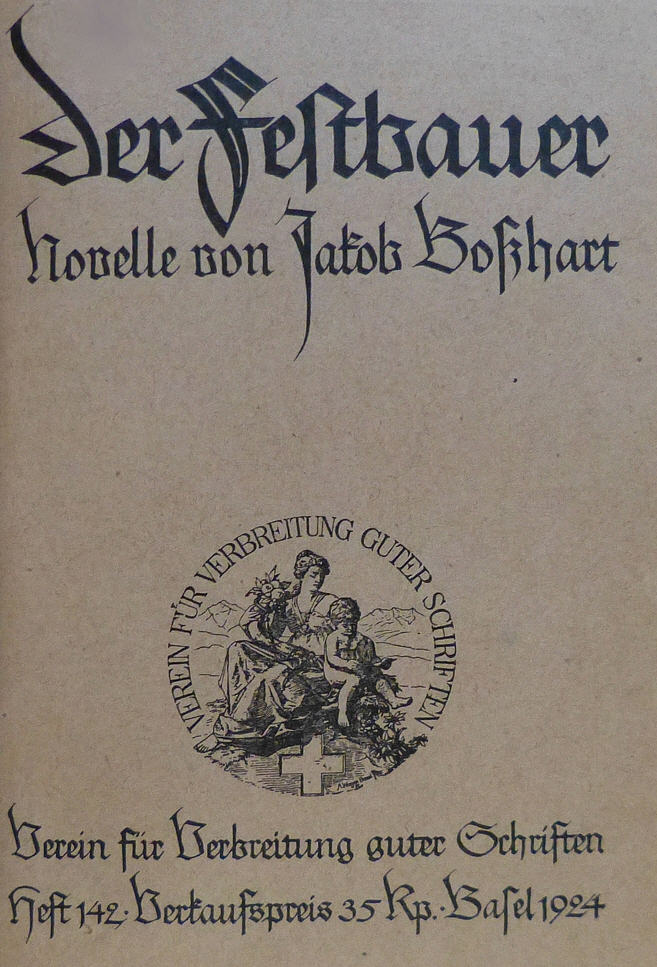 Der Festbauer
Novelle von Jakob Boßhart
VEREIN FÜR VERBREITUNG GUTER SCHRIFTEN
Verein für Verbreitung guter Schriften
Heft 142 · Verkaufspreis 35 Rp. · Basel 1924